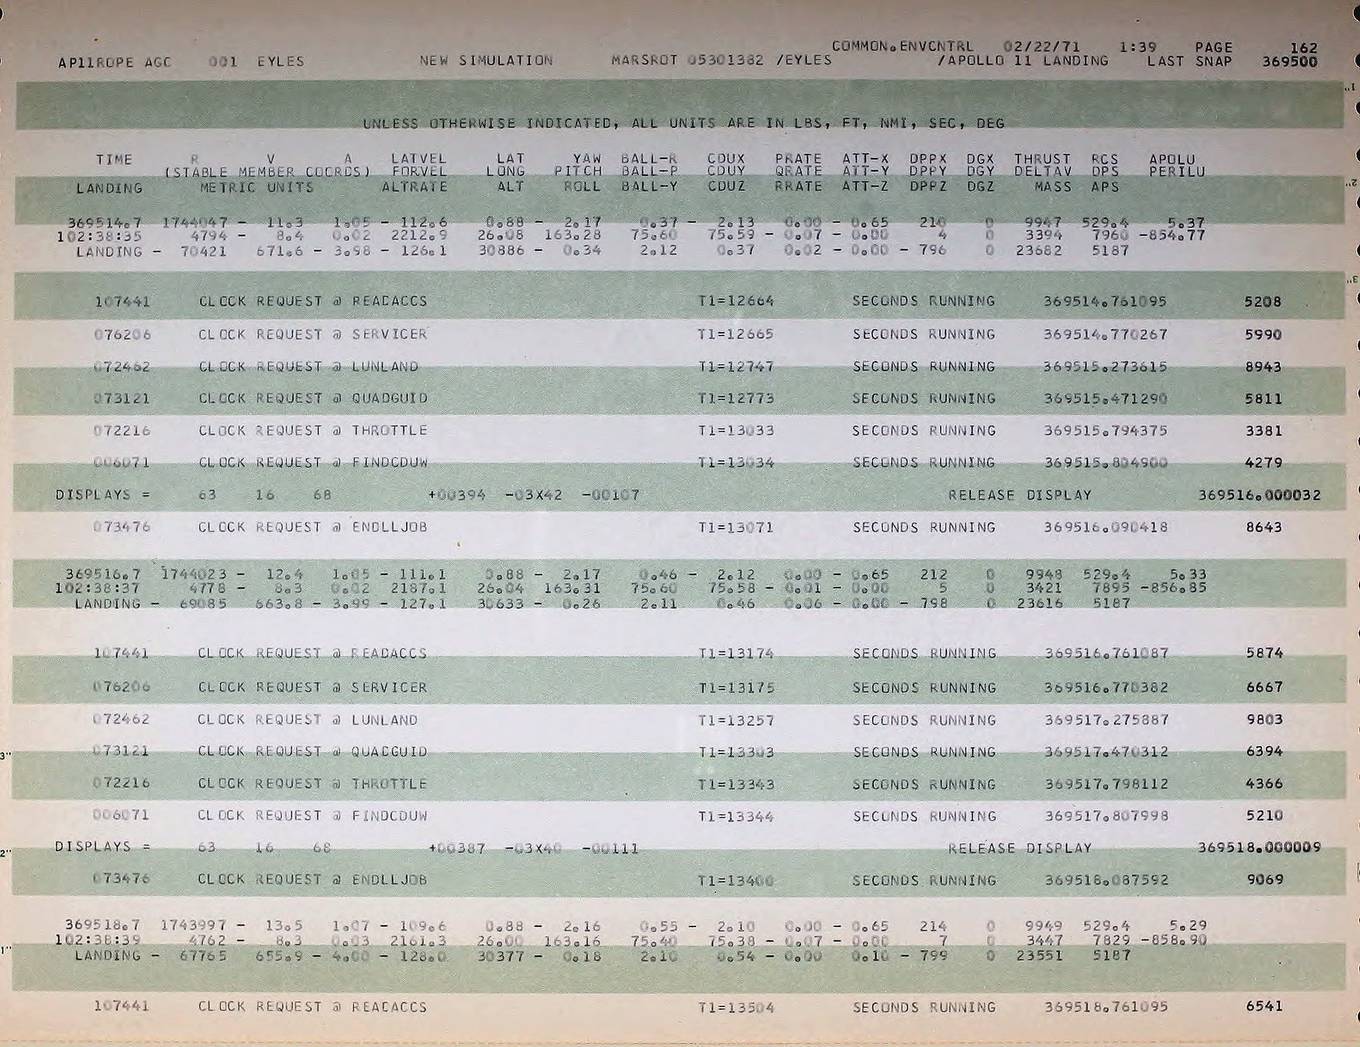 COMMON.ENVCNTRL 02/22/71 1:39 PAGE 162
AP11ROPE AGC 001 EYLES NEW SIMULATION MARSROT 05301382 /EYLES /APOLLO 11 LANDING LAST SNAP 369500
UNLESS OTHERWISE INDICATED, ALL UNITS ARE IN LBS, FT, NMI, SEC, DEG
TIME R V A LATVEL LAT YAW BALL-R CDUX PRATE ATT-X DPPX DGX THRUST RCS APOLU
(STABLE MEMBER COORDS) FORVEL LONG PITCH BALL-P CDUY QRATE ATT-Y DPPY DGY DELTAV DPS PERILU
LANDING METRIC UNITS ALTRATE ALT ROLL BALL-Y CDUZ RRATE ATT-Z DPPZ DGZ MASS APS
369514.7 1744047 - 11.3 1.05 - 112.6 0.88 - 2.17 0.37 - 2.13 0.00 - 0.65 210 0 9947 529.4 5.37
102:38:35 4794 - 8.4 0.02 2212.9 26.08 163.28 75.60 75.59 - 0.07 - 0.00 4 0 3394 7960 -854.77
LANDING - 70421 671.6 - 3.98 - 126.1 30886 - 0.34 2.12 0.37 0.02 - 0.00 - 796 0 23682 5187
107441 CLOCK REQUEST @ READACCS T1=12664 SECONDS RUNNING 369514.761095 5208
076206 CLOCK REQUEST @ SERVICER T1=12665 SECONDS RUNNING 369514.770267 5990
072462 CLOCK REQUEST @ LUNLAND T1=12747 SECONDS RUNNING 369515.273615 8943
073121 CLOCK REQUEST @ QUADGUID T1=12773 SECONDS RUNNING 369515.471290 5811
072216 CLOCK REQUEST @ THROTTLE T1=13033 SECONDS RUNNING 369515.794375 3381
006071 CLOCK REQUEST @ FINDCDUW T1=13034 SECONDS RUNNING 369515.804900 4279
DISPLAYS = 63 16 68 +00394 -03X42 -00107 RELEASE DISPLAY 369516.000032
073476 CLOCK REQUEST @ ENDLLJOB T1=13071 SECONDS RUNNING 369516.090418 8643
369516.7 1744023 - 12.4 1.05 - 111.1 0.88 - 2.17 0.46 - 2.12 0.00 - 0.65 212 0 9948 529.4 5.33
102:38:37 4778 - 8.3 0.02 2187.1 26.04 163.31 75.60 75.58 - 0.01 - 0.00 5 0 3421 7895 -856.85
LANDING - 69085 663.8 - 3.99 - 127.1 30633 - 0.26 2.11 0.46 0.06 - 0.00 - 798 0 23616 5187
107441 CLOCK REQUEST @ READACCS T1=13174 SECONDS RUNNING 369516.761087 5874
076206 CLOCK REQUEST @ SERVICER T1=13175 SECONDS RUNNING 369516.770382 6667
072462 CLOCK REQUEST @ LUNLAND T1=13257 SECONDS RUNNING 369517.275887 9803
073121 CLOCK REQUEST @ QUADGUID T1=13303 SECONDS RUNNING 369517.470312 6394
072216 CLOCK REQUEST @ THROTTLE T1=13343 SECONDS RUNNING 369517.798112 4366
006071 CLOCK REQUEST @ FINDCDUW T1=13344 SECONDS RUNNING 369517.807998 5210
DISPLAYS = 63 16 68 +00387 -03X40 -00111 RELEASE DISPLAY 369518.000009
073476 CLOCK REQUEST @ ENDLLJOB T1=13400 SECONDS RUNNING 369518.087592 9069
369518.7 1743997 - 13.5 1.07 - 109.6 0.88 - 2.16 0.55 - 2.10 0.00 - 0.65 214 0 9949 529.4 5.29
102:38:39 4762 - 8.3 0.03 2161.3 26.00 163.16 75.40 75.38 - 0.07 - 0.00 7 0 3447 7829 -858.90
LANDING - 67765 655.9 - 4.00 - 128.0 30377 - 0.18 2.10 0.54 - 0.00 0.10 - 799 0 23551 5187
107441 CLOCK REQUEST @ READACCS T1=13504 SECONDS RUNNING 369518.761095 6541